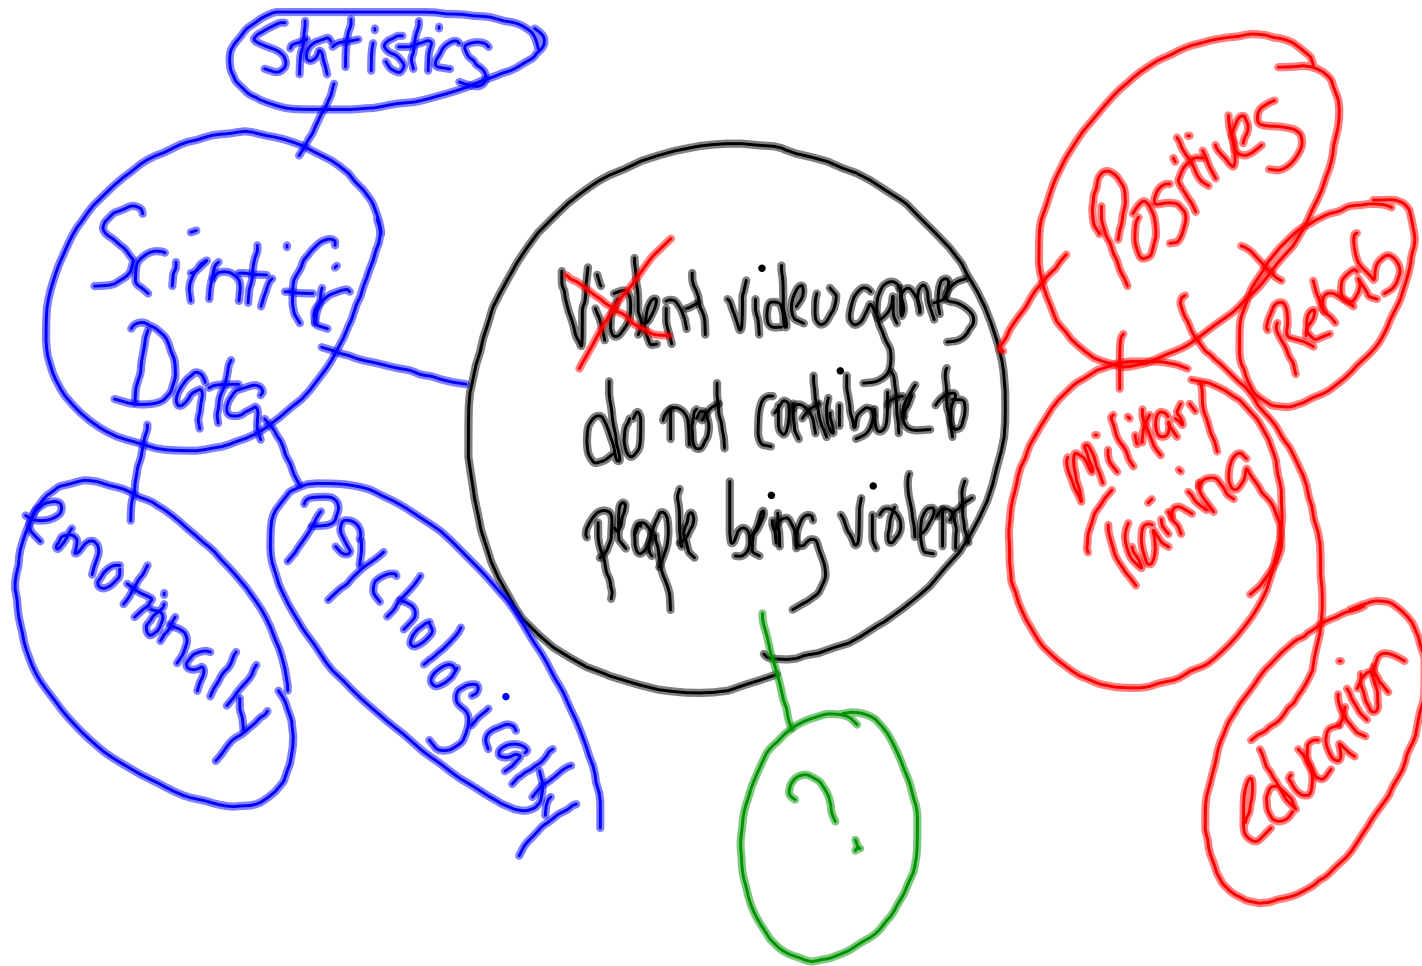 Statistics
Scientific
Data
emotionally
Psychologically
Violent video games
do not contribute to
people being violent
?
Positives
Rehab
military
Training
education